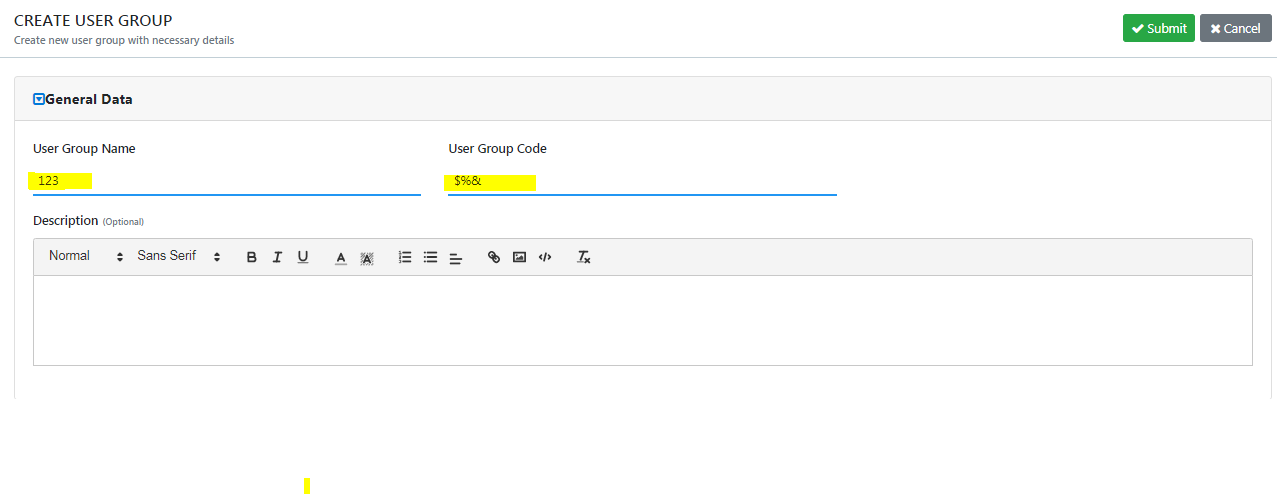 CREATE USER GROUP
Create new user group with necessary details
Submit Cancel
General Data
User Group Name User Group Code
123 $%&
Description (Optional)
Normal Sans Serif B I U A A